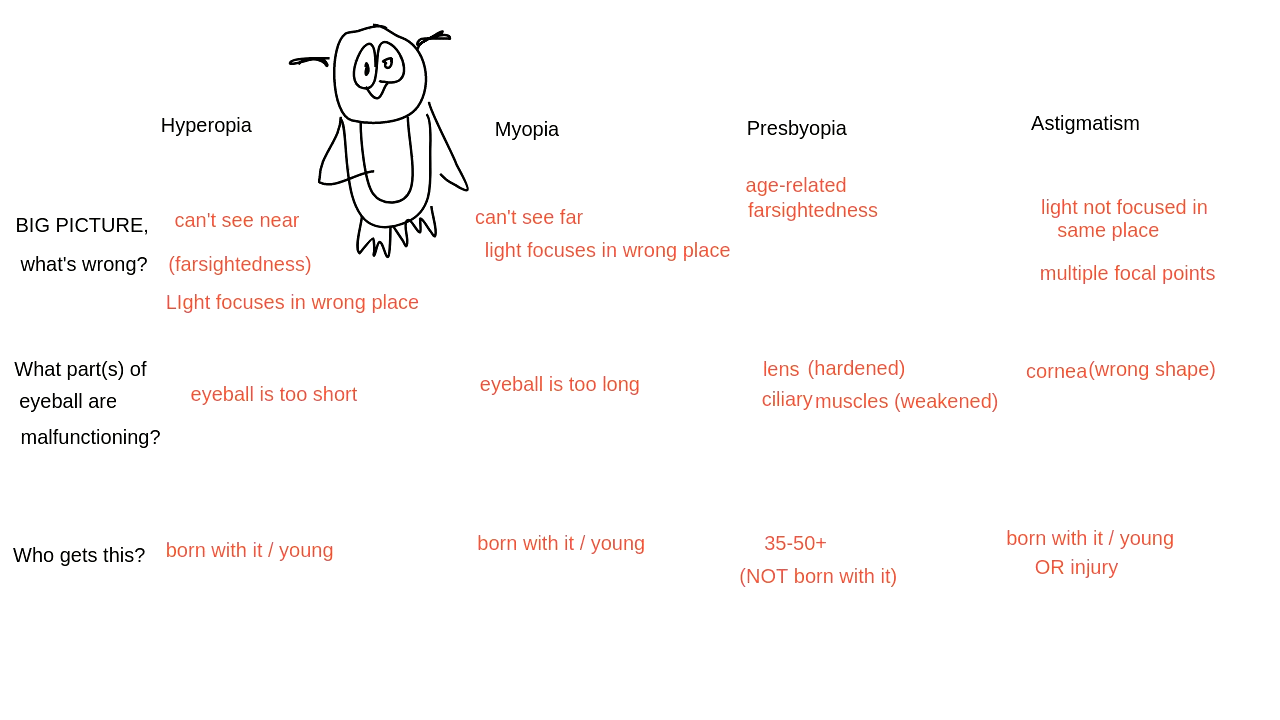 Hyperopia
Myopia
Presbyopia
Astigmatism
BIG PICTURE,
what's wrong?
can't see near
(farsightedness)
LIght focuses in wrong place
can't see far
light focuses in wrong place
age-related
farsightedness
light not focused in
same place
multiple focal points
What part(s) of
eyeball are
malfunctioning?
eyeball is too short
eyeball is too long
lens (hardened)
ciliary muscles (weakened)
cornea (wrong shape)
Who gets this?
born with it / young
born with it / young
35-50+
(NOT born with it)
born with it / young
OR injury